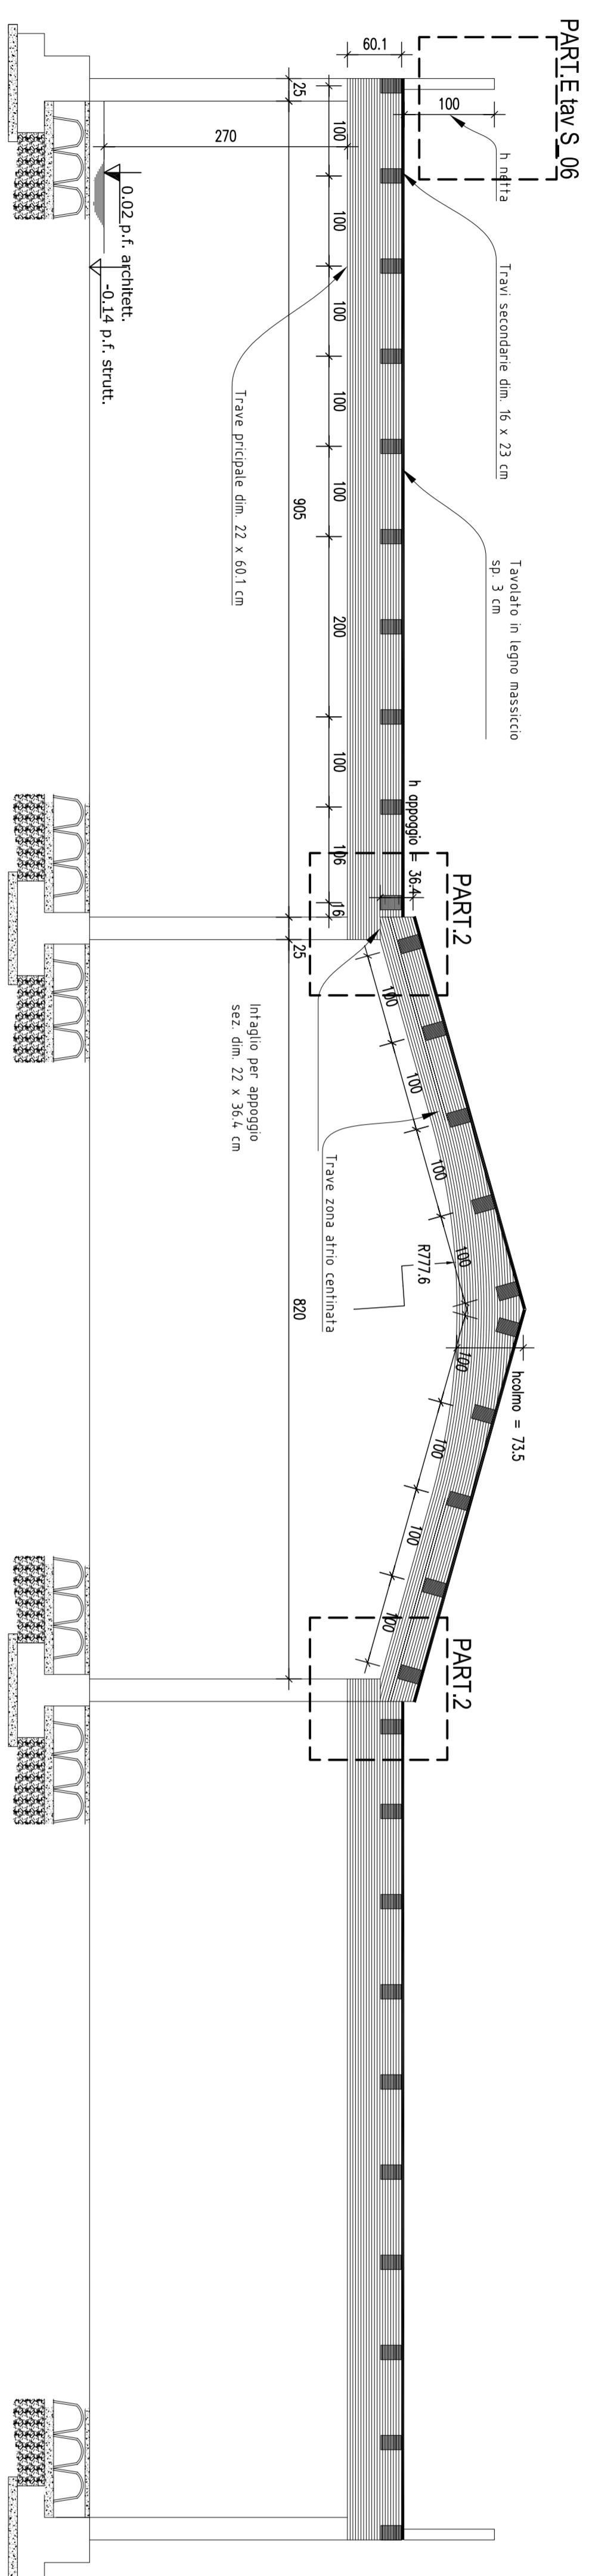 PART.E tav S_06
60.1
100
h netta
25
100
270
0.02 p.f. architett.
-0.14 p.f. strutt.
Travi secondarie dim. 16 x 23 cm
100
100
100
100
Trave pricipale dim. 22 x 60.1 cm
905
Tavolato in legno massiccio
sp. 3 cm
200
100
106
16
h appoggio = 36.4
PART.2
25
Intaglio per appoggio
sez. dim. 22 x 36.4 cm
100
100
100
100
Trave zona atrio centinata
R777.6
820
hcolmo = 73.5
100
100
100
100
PART.2